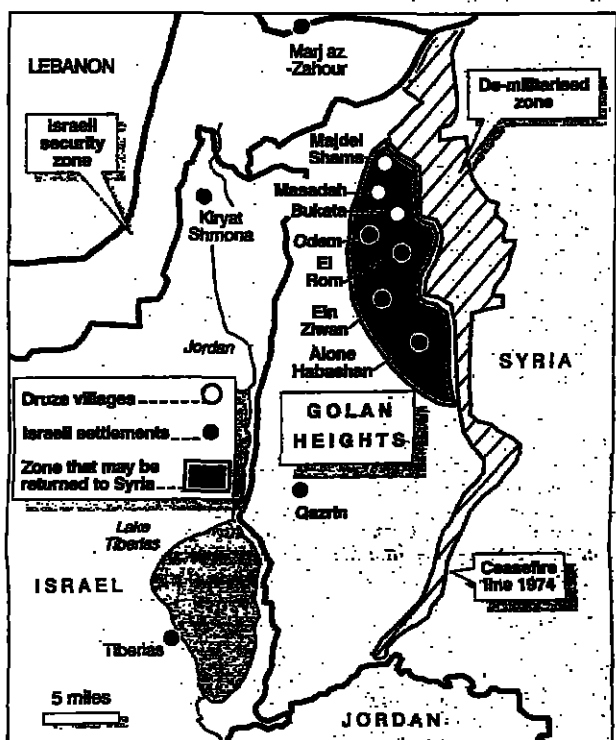 LEBANON
Marj az
-Zahour
De-militarised
zone
Israeli
security
zone
Majdel
Shams
Masadah
Bukata
Kiryat
Shmona
Odem
El
Rom
Ein
Ziwan
Jordan
Alone
Habashan
SYRIA
Druze villages
Israeli settlements
Zone that may be
returned to Syria
GOLAN
HEIGHTS
Qazrin
Lake
Tiberias
ISRAEL
Ceasefire
line 1974
Tiberias
5 miles
JORDAN